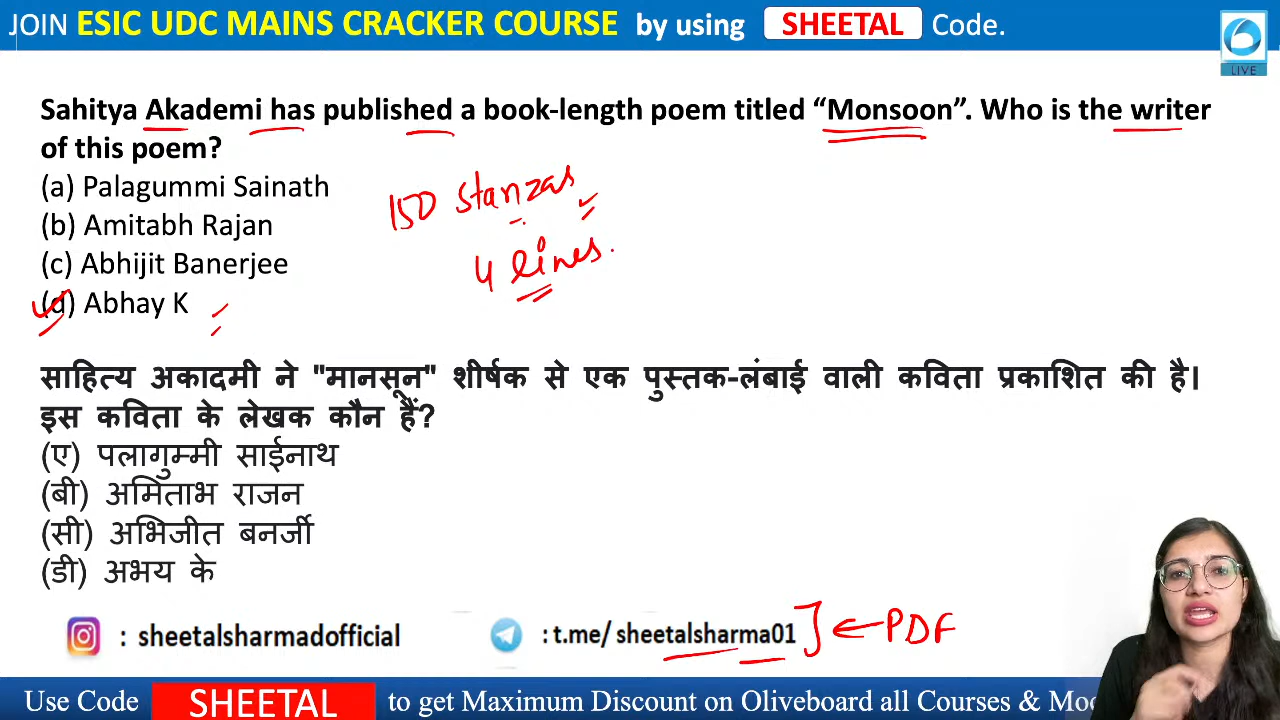 JOIN ESIC UDC MAINS CRACKER COURSE by using SHEETAL Code.
LIVE
Sahitya Akademi has published a book-length poem titled “Monsoon”. Who is the writer
of this poem?
(a) Palagummi Sainath
(b) Amitabh Rajan
(c) Abhijit Banerjee
(d) Abhay K
150 stanzas
4 lines.
साहित्य अकादमी ने "मानसून" शीर्षक से एक पुस्तक-लंबाई वाली कविता प्रकाशित की है।
इस कविता के लेखक कौन हैं?
(ए) पलागुम्मी साईनाथ
(बी) अमिताभ राजन
(सी) अभिजीत बनर्जी
(डी) अभय के
: sheetalsharmadofficial
: t.me/ sheetalsharma01 ] ← PDF
Use Code SHEETAL to get Maximum Discount on Oliveboard all Courses & Moc